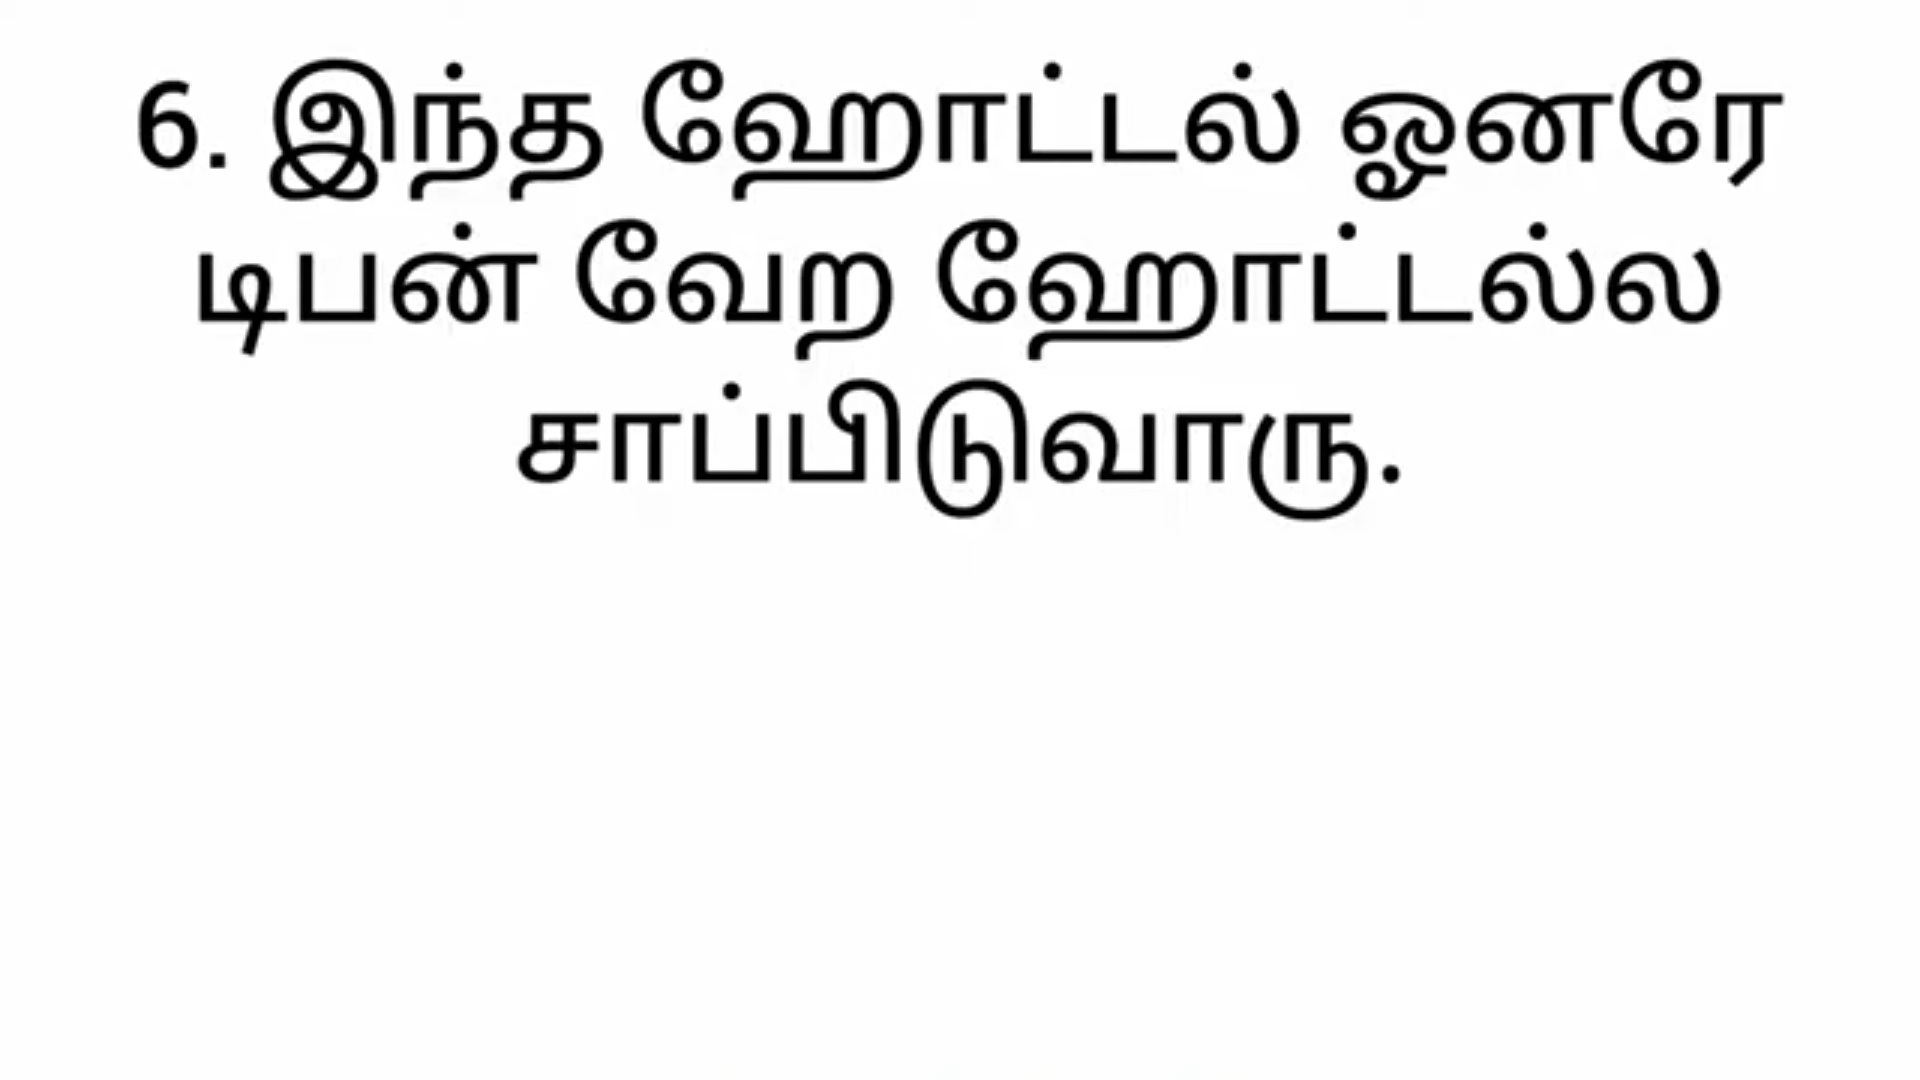 6. இந்த ஹோட்டல் ஓனரே
டிபன் வேற ஹோட்டல்ல
சாப்பிடுவாரு.